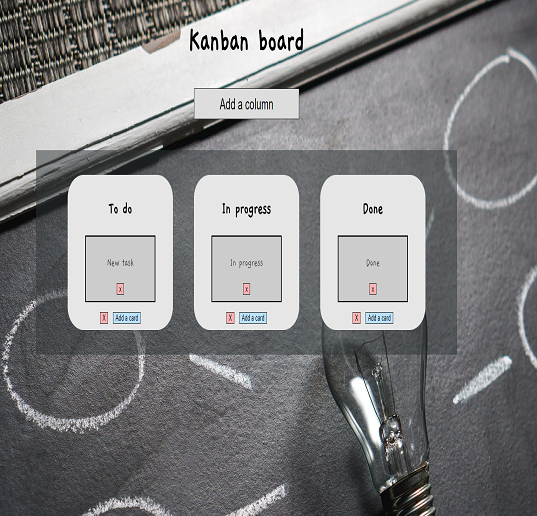 Kanban board
Add a column
To do
In progress
Done
New task
In progress
Done
x
x
x
X
Add a card
X
Add a card
X
Add a card